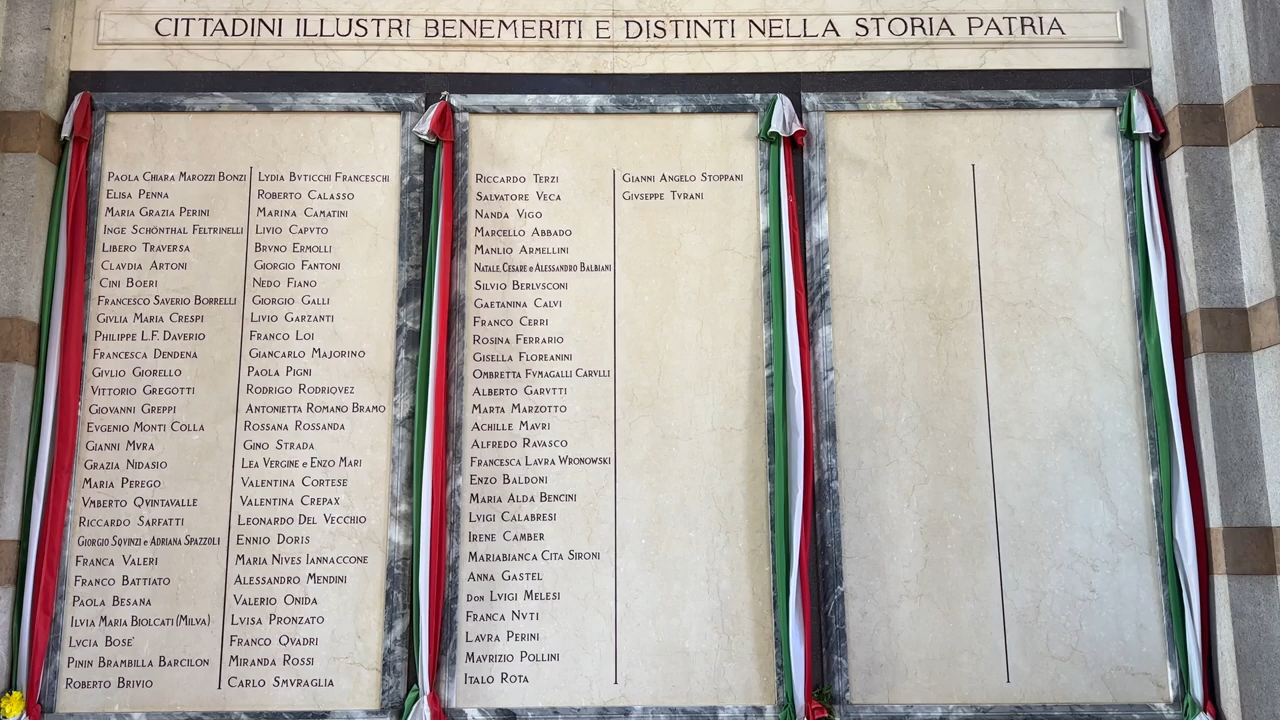 CITTADINI ILLUSTRI BENEMERITI E DISTINTI NELLA STORIA PATRIA
PAOLA CHIARA MAROZZI BONZI
ELISA PENNA
MARIA GRAZIA PERINI
INGE SCHÖNTHAL FELTRINELLI
LIBERO TRAVERSA
CLAVDIA ARTONI
CINI BOERI
FRANCESCO SAVERIO BORRELLI
GIVLIA MARIA CRESPI
PHILIPPE L.F. DAVERIO
FRANCESCA DENDENA
GIVLIO GIORELLO
VITTORIO GREGOTTI
GIOVANNI GREPPI
EVGENIO MONTI COLLA
GIANNI MVRA
GRAZIA NIDASIO
MARIA PEREGO
VMBERTO QVINTAVALLE
RICCARDO SARFATTI
GIORGIO SQVINZI e ADRIANA SPAZZOLI
FRANCA VALERI
FRANCO BATTIATO
PAOLA BESANA
ILVIA MARIA BIOLCATI (MILVA)
LVCIA BOSE'
PININ BRAMBILLA BARCILON
ROBERTO BRIVIO
LYDIA BVTICCHI FRANCESCHI
ROBERTO CALASSO
MARINA CAMATINI
LIVIO CAPVTO
BRVNO ERMOLLI
GIORGIO FANTONI
NEDO FIANO
GIORGIO GALLI
LIVIO GARZANTI
FRANCO LOI
GIANCARLO MAJORINO
PAOLA PIGNI
RODRIGO RODRIQVEZ
ANTONIETTA ROMANO BRAMO
ROSSANA ROSSANDA
GINO STRADA
LEA VERGINE e ENZO MARI
VALENTINA CORTESE
VALENTINA CREPAX
LEONARDO DEL VECCHIO
ENNIO DORIS
MARIA NIVES IANNACCONE
ALESSANDRO MENDINI
VALERIO ONIDA
LVISA PRONZATO
FRANCO QVADRI
MIRANDA ROSSI
CARLO SMVRAGLIA
RICCARDO TERZI
SALVATORE VECA
NANDA VIGO
MARCELLO ABBADO
MANLIO ARMELLINI
NATALE, CESARE e ALESSANDRO BALBIANI
SILVIO BERLVSCONI
GAETANINA CALVI
FRANCO CERRI
ROSINA FERRARIO
GISELLA FLOREANINI
OMBRETTA FVMAGALLI CARVLLI
ALBERTO GARVTTI
MARTA MARZOTTO
ACHILLE MAVRI
ALFREDO RAVASCO
FRANCESCA LAVRA WRONOWSKI
ENZO BALDONI
MARIA ALDA BENCINI
LVIGI CALABRESI
IRENE CAMBER
MARIABIANCA CITA SIRONI
ANNA GASTEL
DON LVIGI MELESI
FRANCA NVTI
LAVRA PERINI
MAVRIZIO POLLINI
ITALO ROTA
GIANNI ANGELO STOPPANI
GIVSEPPE TVRANI